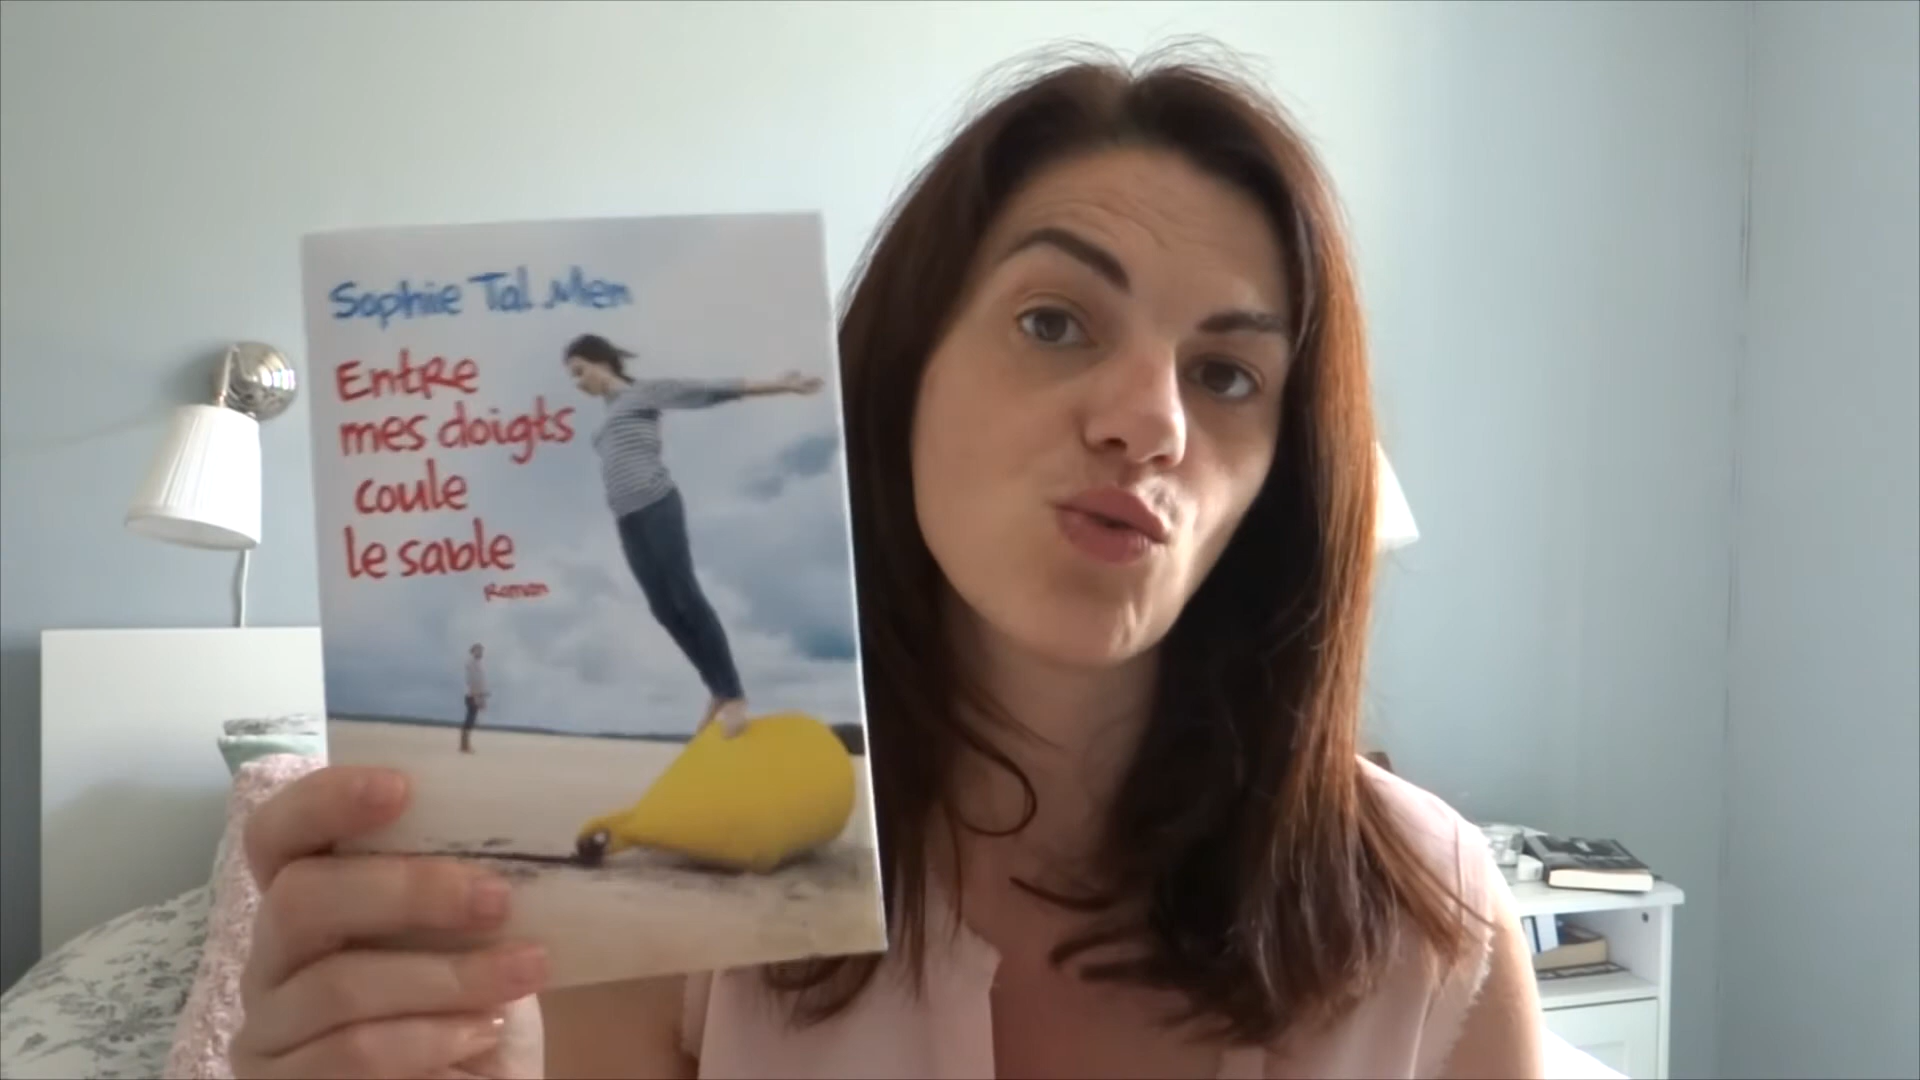 Sophie Tal Men
Entre
mes doigts
coule
le sable
Roman